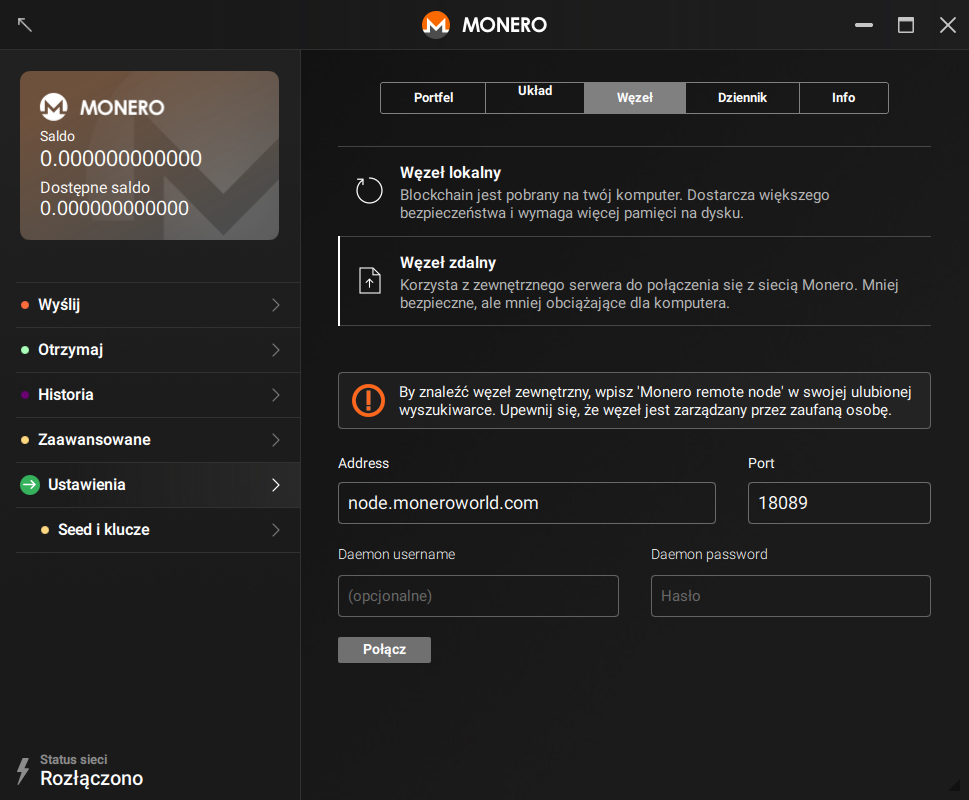 MONERO
MONERO
Saldo
0.000000000000
Dostępne saldo
0.000000000000
Wyślij
Otrzymaj
Historia
Zaawansowane
Ustawienia
Seed i klucze
Status sieci
Rozłączono
Portfel
Układ
Węzeł
Dziennik
Info
Węzeł lokalny
Blockchain jest pobrany na twój komputer. Dostarcza większego
bezpieczeństwa i wymaga więcej pamięci na dysku.
Węzeł zdalny
Korzysta z zewnętrznego serwera do połączenia się z siecią Monero. Mniej
bezpieczne, ale mniej obciążające dla komputera.
By znaleźć węzeł zewnętrzny, wpisz 'Monero remote node' w swojej ulubionej
wyszukiwarce. Upewnij się, że węzeł jest zarządzany przez zaufaną osobę.
Address
Port
node.moneroworld.com
18089
Daemon username
Daemon password
(opcjonalne)
Hasło
Połącz